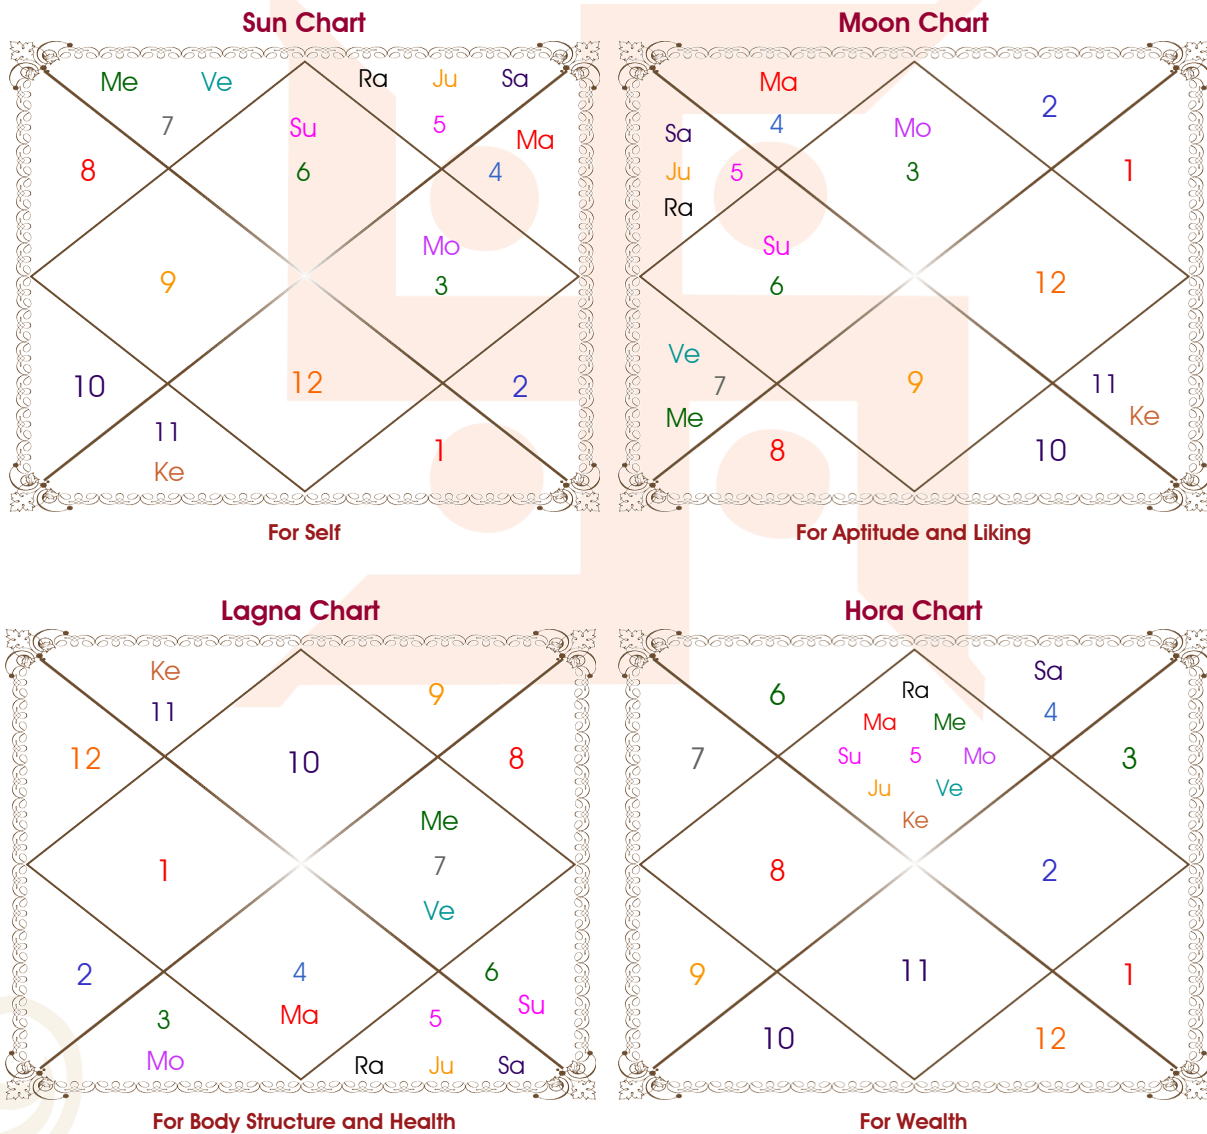 Sun Chart
Me Ve Ra Ju Sa
7 Su 5 Ma
8 6 4
Mo
9 3
10 12 2
11 1
Ke
For Self
Moon Chart
Ma 2
Sa 4 Mo
Ju 5 3 1
Ra
Su
6 12
Ve
7 9 11
Me Ke
8 10
For Aptitude and Liking
Lagna Chart
Ke 9
11
12 10 8
Me
1 7
Ve
2 4 6
3 Ma 5 Su
Mo Ra Ju Sa
For Body Structure and Health
Hora Chart
6 Ra Sa
Ma Me 4
7 Su 5 Mo 3
Ju Ve
Ke
8 2
9 11 1
10 12
For Wealth